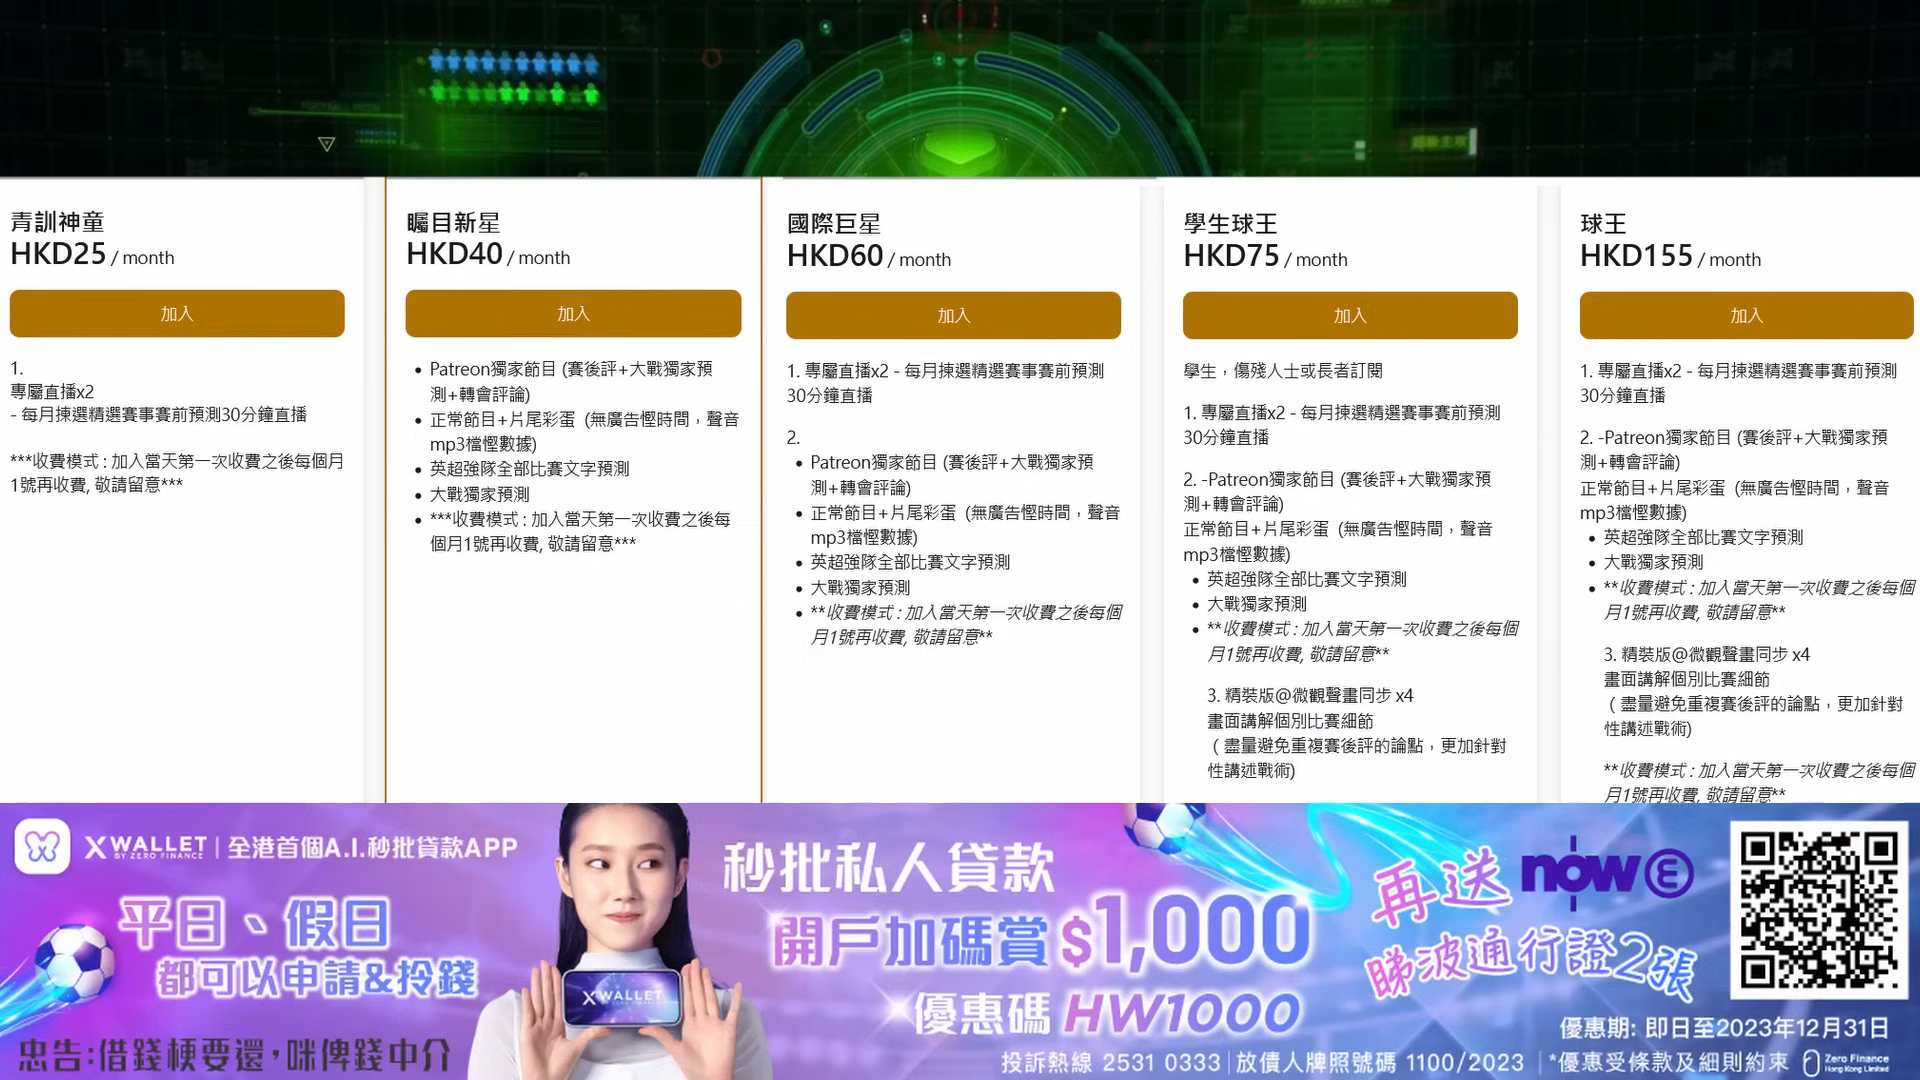 青訓神童
HKD25 / month
加入
1.
專屬直播x2
- 每月揀選精選賽事賽前預測30分鐘直播
***收費模式 : 加入當天第一次收費之後每個月
1號再收費, 敬請留意***
矚目新星
HKD40 / month
加入
• Patreon獨家節目 (賽後評+大戰獨家預
測+轉會評論)
• 正常節目+片尾彩蛋 (無廣告慳時間，聲音
mp3檔慳數據)
• 英超強隊全部比賽文字預測
• 大戰獨家預測
• ***收費模式 : 加入當天第一次收費之後每
個月1號再收費, 敬請留意***
國際巨星
HKD60 / month
加入
1. 專屬直播x2 - 每月揀選精選賽事賽前預測
30分鐘直播
2.
• Patreon獨家節目 (賽後評+大戰獨家預
測+轉會評論)
• 正常節目+片尾彩蛋 (無廣告慳時間，聲音
mp3檔慳數據)
• 英超強隊全部比賽文字預測
• 大戰獨家預測
• **收費模式 : 加入當天第一次收費之後每個
月1號再收費, 敬請留意**
學生球王
HKD75 / month
加入
學生，傷殘人士或長者訂閱
1. 專屬直播x2 - 每月揀選精選賽事賽前預測
30分鐘直播
2. -Patreon獨家節目 (賽後評+大戰獨家預
測+轉會評論)
正常節目+片尾彩蛋 (無廣告慳時間，聲音
mp3檔慳數據)
• 英超強隊全部比賽文字預測
• 大戰獨家預測
• **收費模式 : 加入當天第一次收費之後每個
月1號再收費, 敬請留意**
3. 精裝版@微觀聲畫同步 x4
畫面講解個別比賽細節
（盡量避免重複賽後評的論點，更加針對
性講述戰術)
球王
HKD155 / month
加入
1. 專屬直播x2 - 每月揀選精選賽事賽前預測
30分鐘直播
2. -Patreon獨家節目 (賽後評+大戰獨家預
測+轉會評論)
正常節目+片尾彩蛋 (無廣告慳時間，聲音
mp3檔慳數據)
• 英超強隊全部比賽文字預測
• 大戰獨家預測
• **收費模式 : 加入當天第一次收費之後每個
月1號再收費, 敬請留意**
3. 精裝版@微觀聲畫同步 x4
畫面講解個別比賽細節
（盡量避免重複賽後評的論點，更加針對
性講述戰術)
**收費模式 : 加入當天第一次收費之後每個
月1號再收費, 敬請留意**
X WALLET | 全港首個A.I.秒批貸款APP
BY ZERO FINANCE
平日、假日
都可以申請&拎錢
忠告:借錢梗要還，咪俾錢中介
X WALLET
秒批私人貸款
開戶加碼賞$1,000
優惠碼 HW1000
再送 now E
睇波通行證2張
優惠期: 即日至2023年12月31日
投訴熱線 2531 0333 | 放債人牌照號碼 1100/2023 | *優惠受條款及細則約束
Zero Finance
Hong Kong Limited